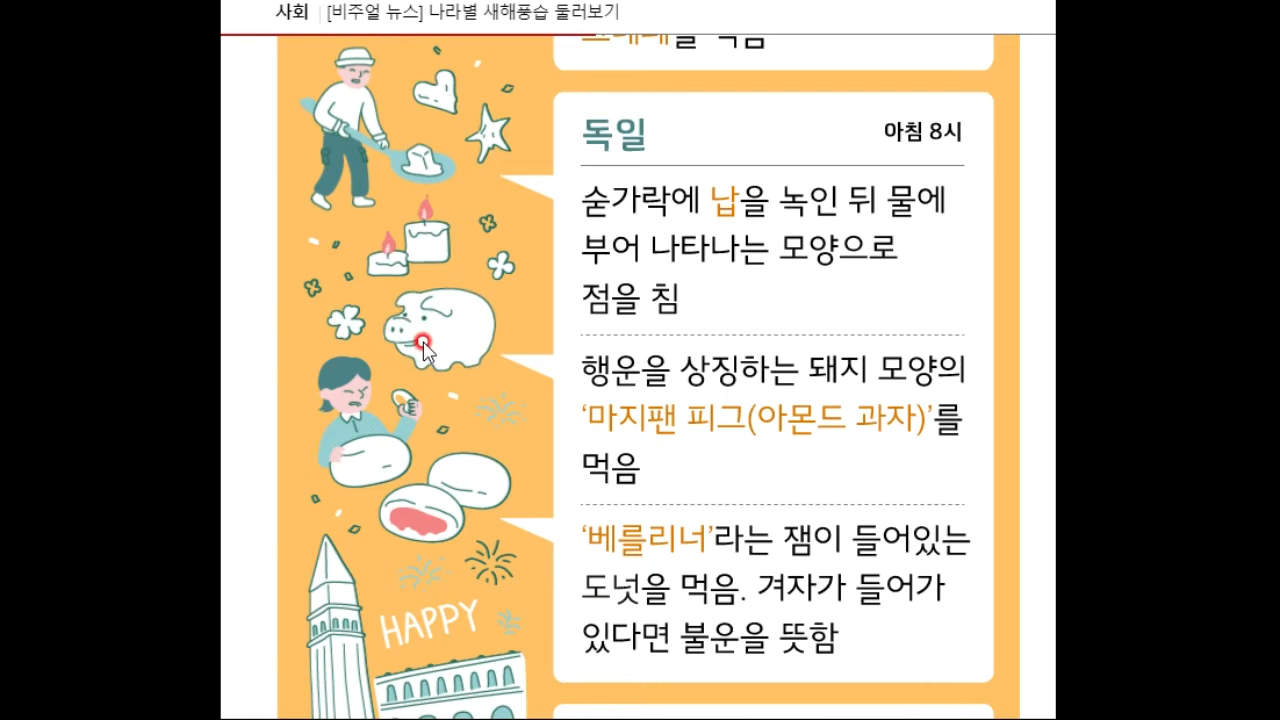 사회 [비주얼 뉴스] 나라별 새해풍습 둘러보기
먹음
독일 아침 8시
숟가락에 납을 녹인 뒤 물에
부어 나타나는 모양으로
점을 침
행운을 상징하는 돼지 모양의
‘마지팬 피그(아몬드 과자)’를
먹음
‘베를리너’라는 잼이 들어있는
도넛을 먹음. 겨자가 들어가
있다면 불운을 뜻함
HAPPY